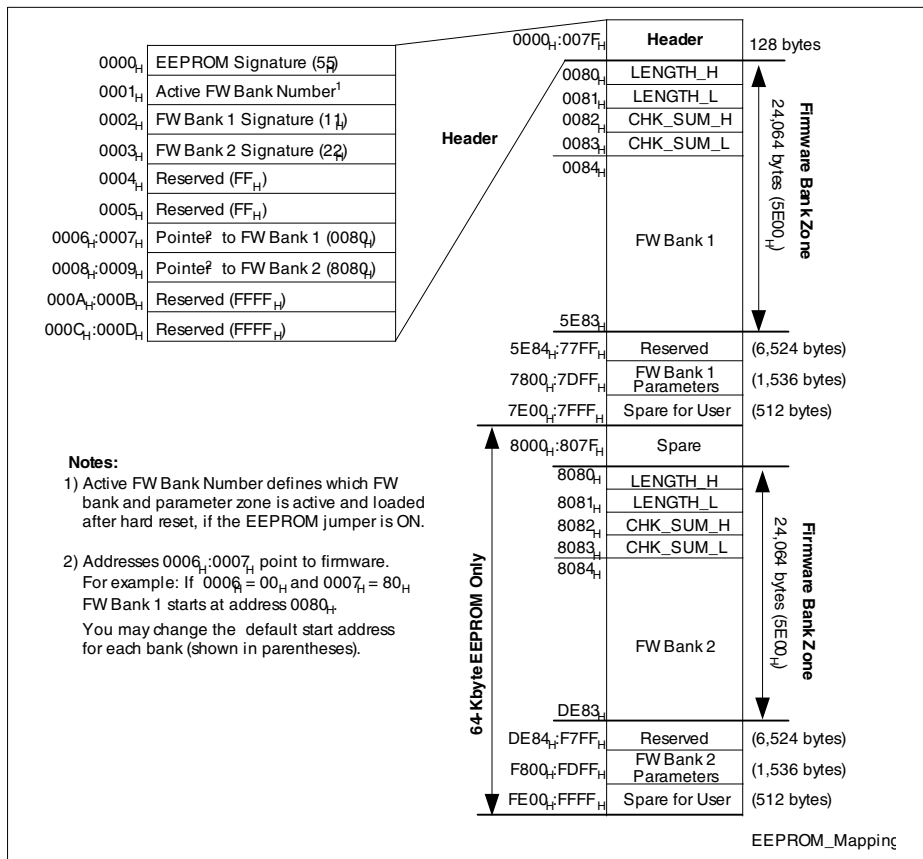 0000H EEPROM Signature (55H)
0001H Active FW Bank Number1
0002H FW Bank 1 Signature (11H)
0003H FW Bank 2 Signature (22H)
0004H Reserved (FFH)
0005H Reserved (FFH)
0006H:0007H Pointer2 to FW Bank 1 (0080H)
0008H:0009H Pointer2 to FW Bank 2 (8080H)
000AH:000BH Reserved (FFFFH)
000CH:000DH Reserved (FFFFH)
Header
0000H:007FH Header 128 bytes
0080H LENGTH_H
0081H LENGTH_L
0082H CHK_SUM_H
0083H CHK_SUM_L
0084H
FW Bank 1
5E83H
Firmware Bank Zone
24,064 bytes (5E00H)
5E84H:77FFH Reserved (6,524 bytes)
7800H:7DFFH FW Bank 1 Parameters (1,536 bytes)
7E00H:7FFFH Spare for User (512 bytes)
8000H:807FH Spare
8080H LENGTH_H
8081H LENGTH_L
8082H CHK_SUM_H
8083H CHK_SUM_L
8084H
FW Bank 2
DE83H
Firmware Bank Zone
24,064 bytes (5E00H)
DE84H:F7FFH Reserved (6,524 bytes)
F800H:FDFFH FW Bank 2 Parameters (1,536 bytes)
FE00H:FFFFH Spare for User (512 bytes)
64-Kbyte EEPROM Only
Notes:
1) Active FW Bank Number defines which FW
bank and parameter zone is active and loaded
after hard reset, if the EEPROM jumper is ON.
2) Addresses 0006H:0007H point to firmware.
For example: If 0006H = 00H and 0007H = 80H
FW Bank 1 starts at address 0080H.
You may change the default start address
for each bank (shown in parentheses).
EEPROM_Mapping